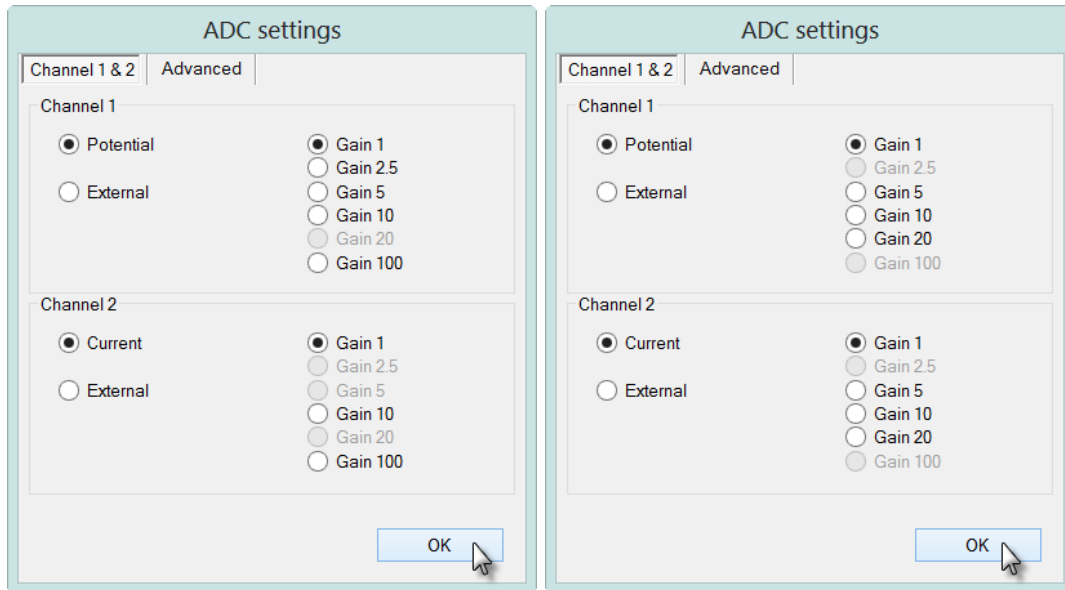 ADC settings
Channel 1 & 2 Advanced
Channel 1
Potential Gain 1
Gain 2.5
External Gain 5
Gain 10
Gain 20
Gain 100
Channel 2
Current Gain 1
Gain 2.5
External Gain 5
Gain 10
Gain 20
Gain 100
OK
ADC settings
Channel 1 & 2 Advanced
Channel 1
Potential Gain 1
Gain 2.5
External Gain 5
Gain 10
Gain 20
Gain 100
Channel 2
Current Gain 1
Gain 2.5
External Gain 5
Gain 10
Gain 20
Gain 100
OK